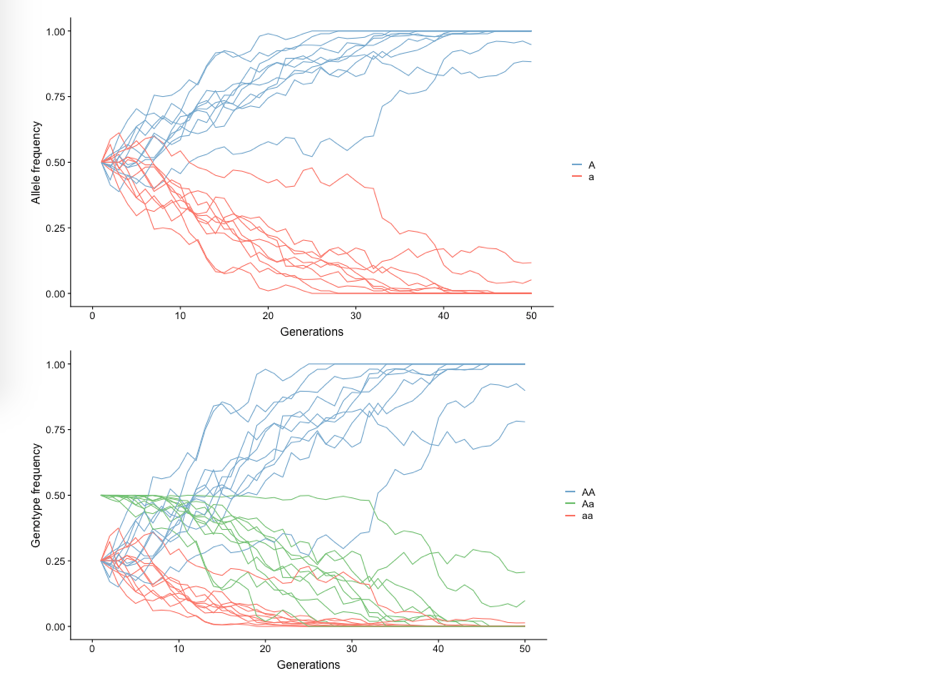 1.00
0.75
0.50
0.25
0.00
Allele frequency
0 10 20 30 40 50
Generations
A
a
1.00
0.75
0.50
0.25
0.00
Genotype frequency
0 10 20 30 40 50
Generations
AA
Aa
aa